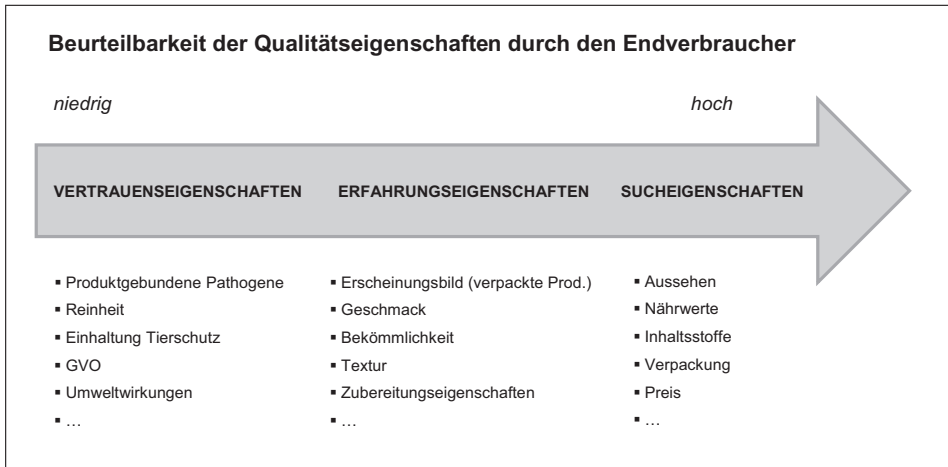 Beurteilbarkeit der Qualitätseigenschaften durch den Endverbraucher
niedrig
hoch
VERTRAUENSEIGENSCHAFTEN
ERFAHRUNGSEIGENSCHAFTEN
SUCHEIGENSCHAFTEN
▪ Produktgebundene Pathogene
▪ Reinheit
▪ Einhaltung Tierschutz
▪ GVO
▪ Umweltwirkungen
▪ …
▪ Erscheinungsbild (verpackte Prod.)
▪ Geschmack
▪ Bekömmlichkeit
▪ Textur
▪ Zubereitungseigenschaften
▪ …
▪ Aussehen
▪ Nährwerte
▪ Inhaltsstoffe
▪ Verpackung
▪ Preis
▪ …